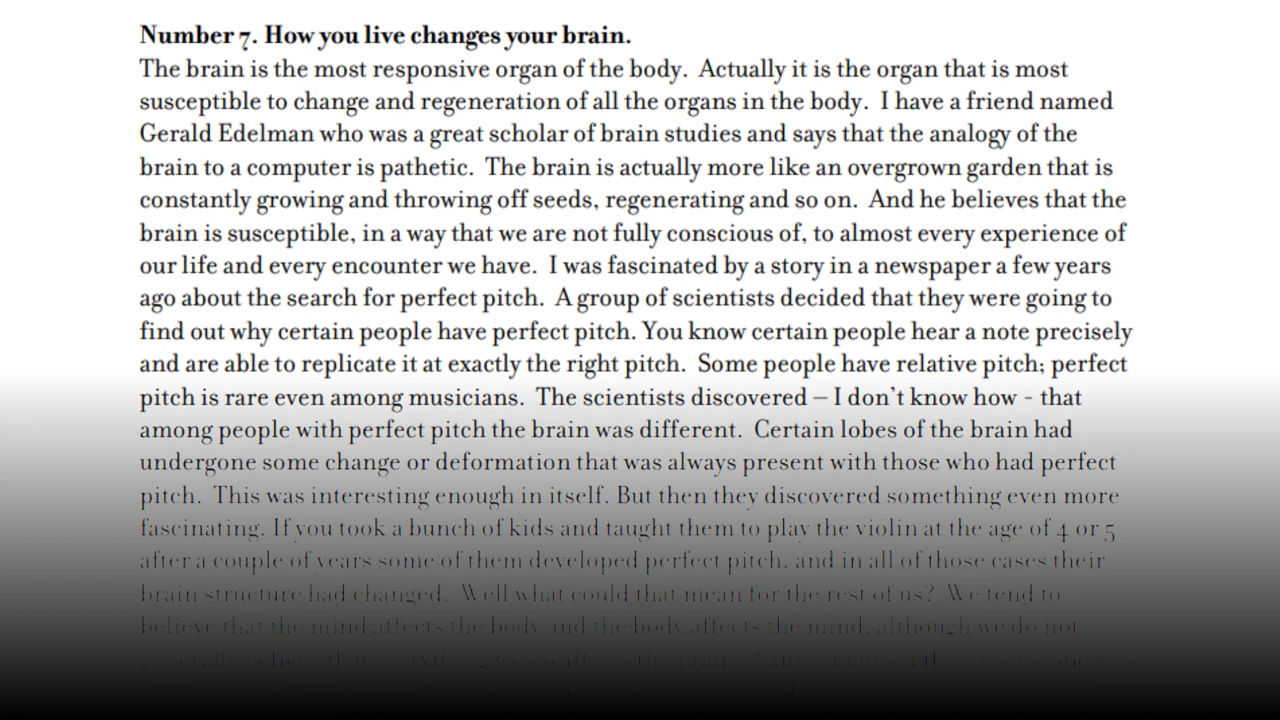 Number 7. How you live changes your brain.
The brain is the most responsive organ of the body.  Actually it is the organ that is most
susceptible to change and regeneration of all the organs in the body.  I have a friend named
Gerald Edelman who was a great scholar of brain studies and says that the analogy of the
brain to a computer is pathetic.  The brain is actually more like an overgrown garden that is
constantly growing and throwing off seeds, regenerating and so on.  And he believes that the
brain is susceptible, in a way that we are not fully conscious of, to almost every experience of
our life and every encounter we have.  I was fascinated by a story in a newspaper a few years
ago about the search for perfect pitch.  A group of scientists decided that they were going to
find out why certain people have perfect pitch. You know certain people hear a note precisely
and are able to replicate it at exactly the right pitch.  Some people have relative pitch; perfect
pitch is rare even among musicians.  The scientists discovered – I don’t know how - that
among people with perfect pitch the brain was different.  Certain lobes of the brain had
undergone some change or deformation that was always present with those who had perfect
pitch.  This was interesting enough in itself. But then they discovered something even more
fascinating. If you took a bunch of kids and taught them to play the violin at the age of 4 or 5
after a couple of years some of them developed perfect pitch, and in all of those cases their
brain structure had changed.  Well what could that mean for the rest of us?  We tend to
believe that the mind affects the body and the body affects the mind, although we do not